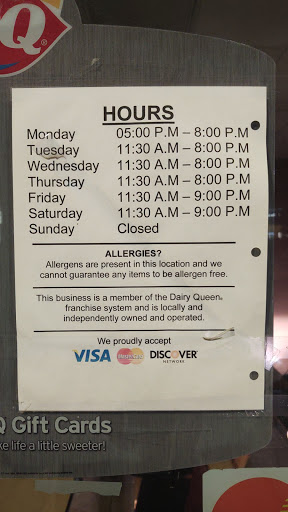 Q
HOURS
Monday 05:00 P.M – 8:00 P.M
Tuesday 11:30 A.M – 8:00 P.M
Wednesday 11:30 A.M – 8:00 P.M
Thursday 11:30 A.M – 8:00 P.M
Friday 11:30 A.M – 9:00 P.M
Saturday 11:30 A.M – 9:00 P.M
Sunday Closed
ALLERGIES?
Allergens are present in this location and we
cannot guarantee any items to be allergen free.
This business is a member of the Dairy Queen®
franchise system and is locally and
independently owned and operated.
We proudly accept
VISA MasterCard DISCOVER
NETWORK
Q Gift Cards
ke life a little sweeter!